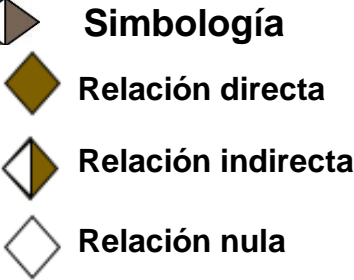 Simbología
Relación directa
Relación indirecta
Relación nula